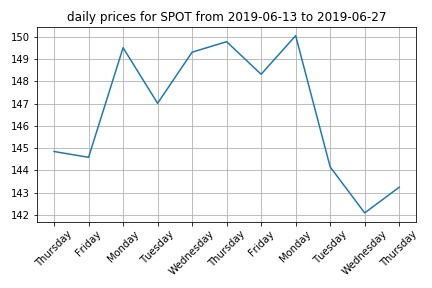 daily prices for SPOT from 2019-06-13 to 2019-06-27
150
149
148
147
146
145
144
143
142
Thursday
Friday
Monday
Tuesday
Wednesday
Thursday
Friday
Monday
Tuesday
Wednesday
Thursday